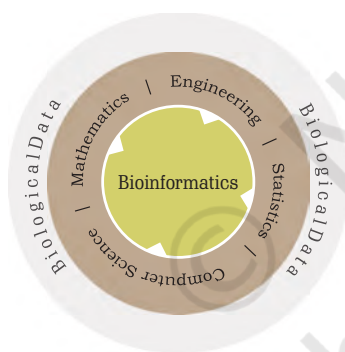 BiologicalData
Mathematics | Engineering | Statistics | Computer Science |
Bioinformatics
BiologicalData
©